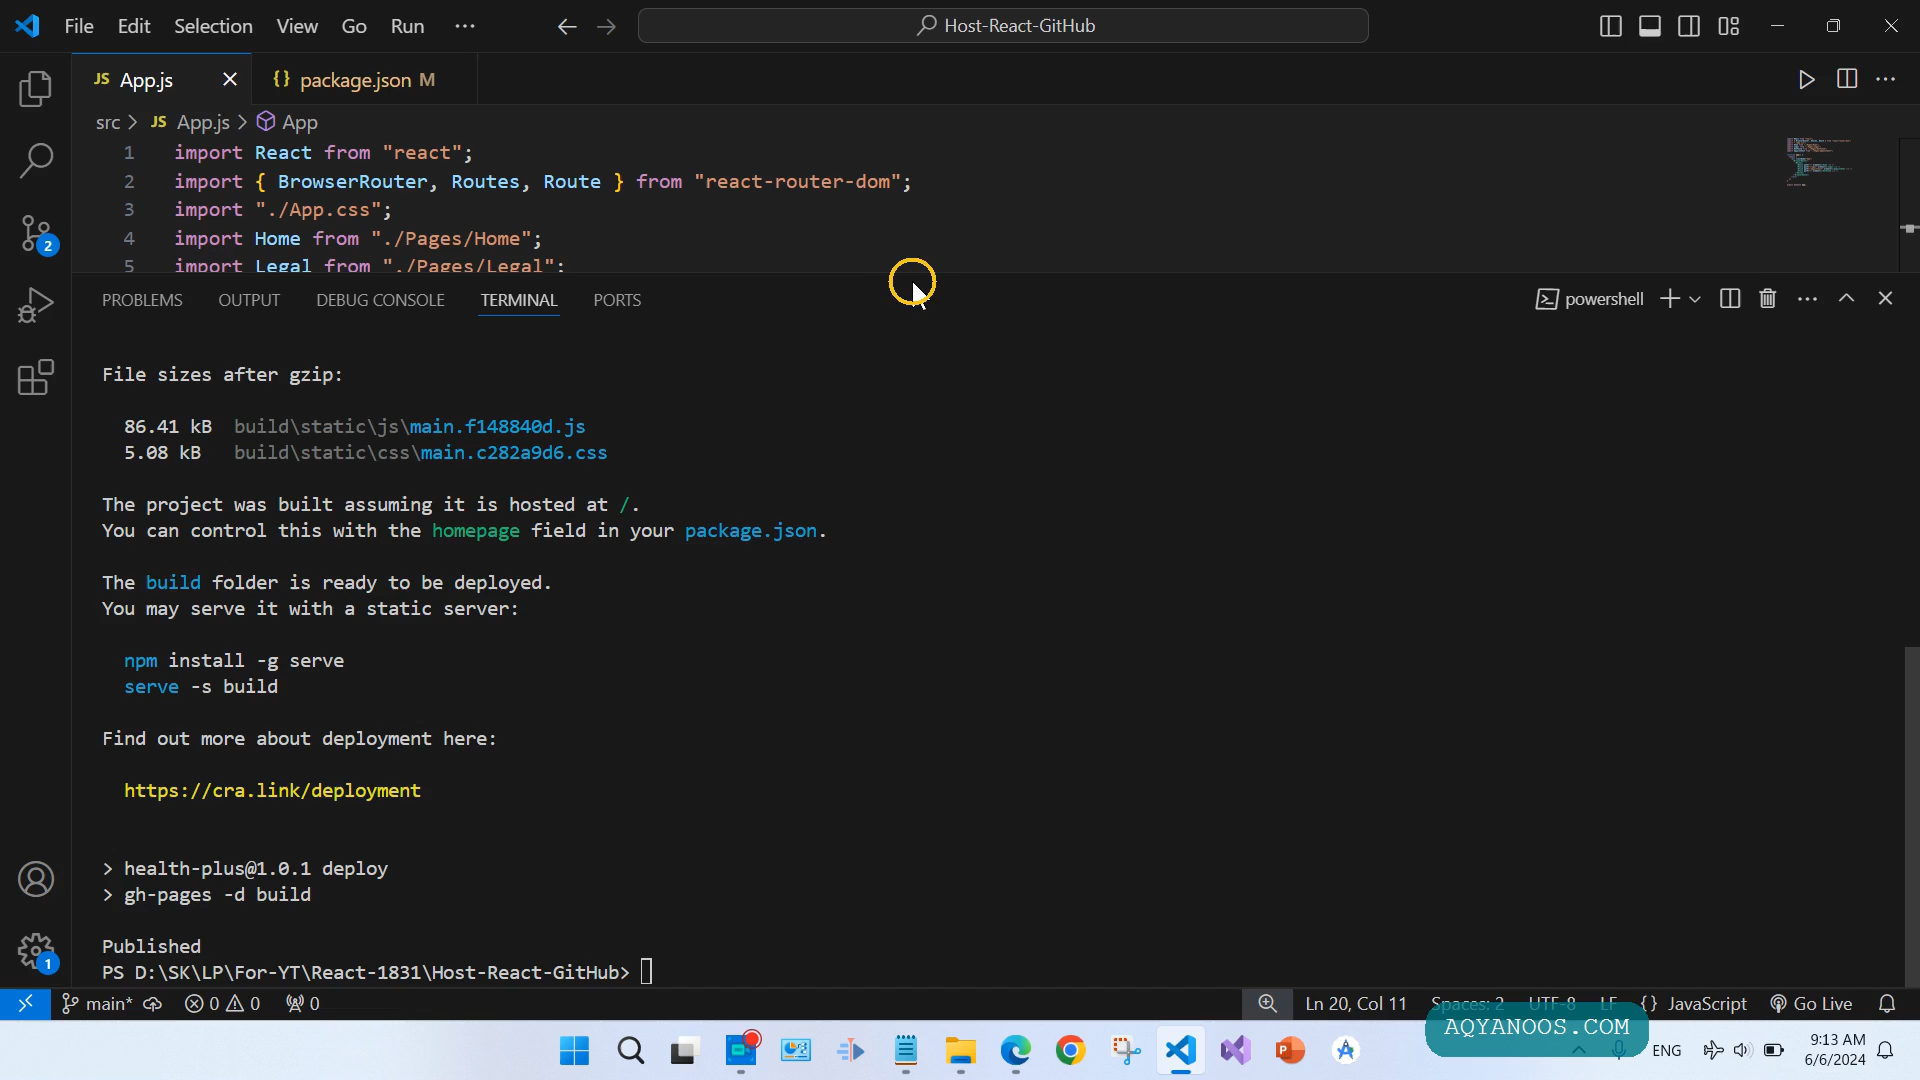 File Edit Selection View Go Run ··· Host-React-GitHub
JS App.js {} package.json M
src > JS App.js > App
1 import React from "react";
2 import { BrowserRouter, Routes, Route } from "react-router-dom";
3 import "./App.css";
4 import Home from "./Pages/Home";
5 import Legal from "./Pages/Legal";
2
PROBLEMS OUTPUT DEBUG CONSOLE TERMINAL PORTS powershell
File sizes after gzip:
86.41 kB build\static\js\main.f148840d.js
5.08 kB build\static\css\main.c282a9d6.css
The project was built assuming it is hosted at /.
You can control this with the homepage field in your package.json.
The build folder is ready to be deployed.
You may serve it with a static server:
npm install -g serve
serve -s build
Find out more about deployment here:
https://cra.link/deployment
> health-plus@1.0.1 deploy
> gh-pages -d build
Published
PS D:\SK\LP\For-YT\React-1831\Host-React-GitHub>
1
main* 0 0 0 Ln 20, Col 11 Spaces: 2 UTF-8 LF {} JavaScript Go Live
AQYANOOS.COM
ENG
9:13 AM
6/6/2024